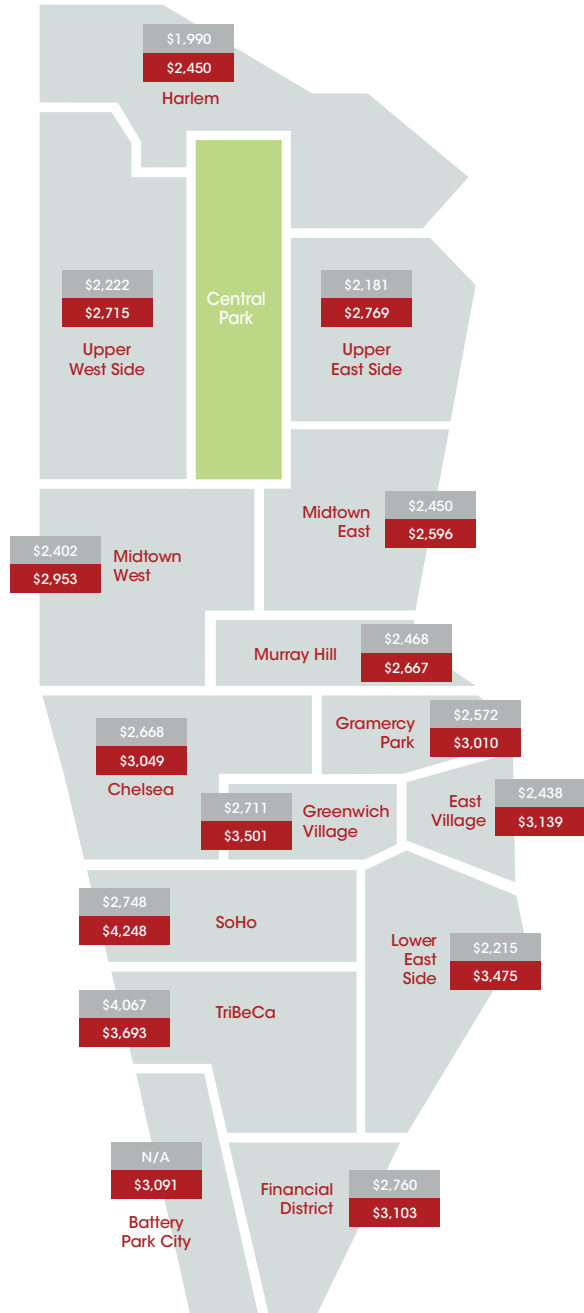 $1,990
$2,450
Harlem
$2,222
$2,715
Upper
West Side
Central
Park
$2,181
$2,769
Upper
East Side
Midtown
East
$2,450
$2,596
$2,402
$2,953
Midtown
West
Murray Hill
$2,468
$2,667
$2,668
$3,049
Chelsea
Gramercy
Park
$2,572
$3,010
$2,711
$3,501
Greenwich
Village
East
Village
$2,438
$3,139
$2,748
$4,248
SoHo
Lower
East
Side
$2,215
$3,475
$4,067
$3,693
TriBeCa
N/A
$3,091
Battery
Park City
Financial
District
$2,760
$3,103